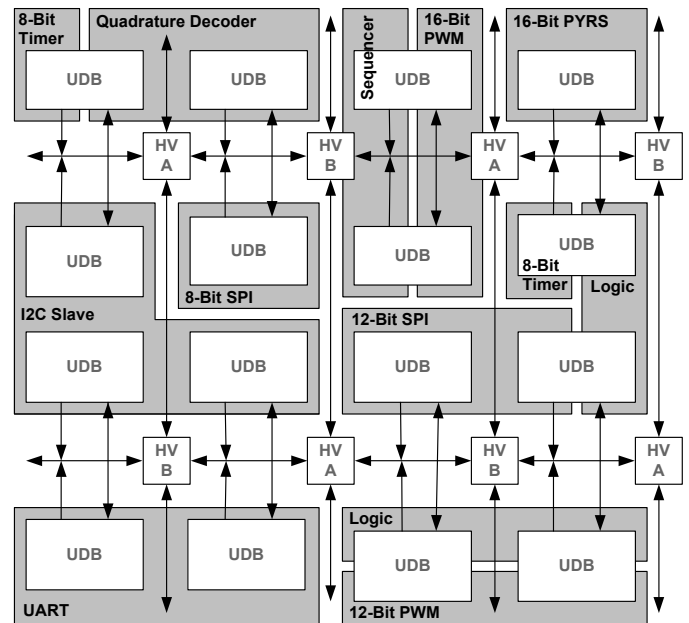 8-Bit
Timer
Quadrature Decoder
Sequencer
16-Bit
PWM
16-Bit PYRS
UDB
UDB
UDB
UDB
HV
A
HV
B
HV
A
HV
B
UDB
UDB
UDB
UDB
8-Bit SPI
8-Bit
Timer
Logic
I2C Slave
12-Bit SPI
UDB
UDB
UDB
UDB
HV
B
HV
A
HV
B
HV
A
Logic
UDB
UDB
UDB
UDB
UART
12-Bit PWM